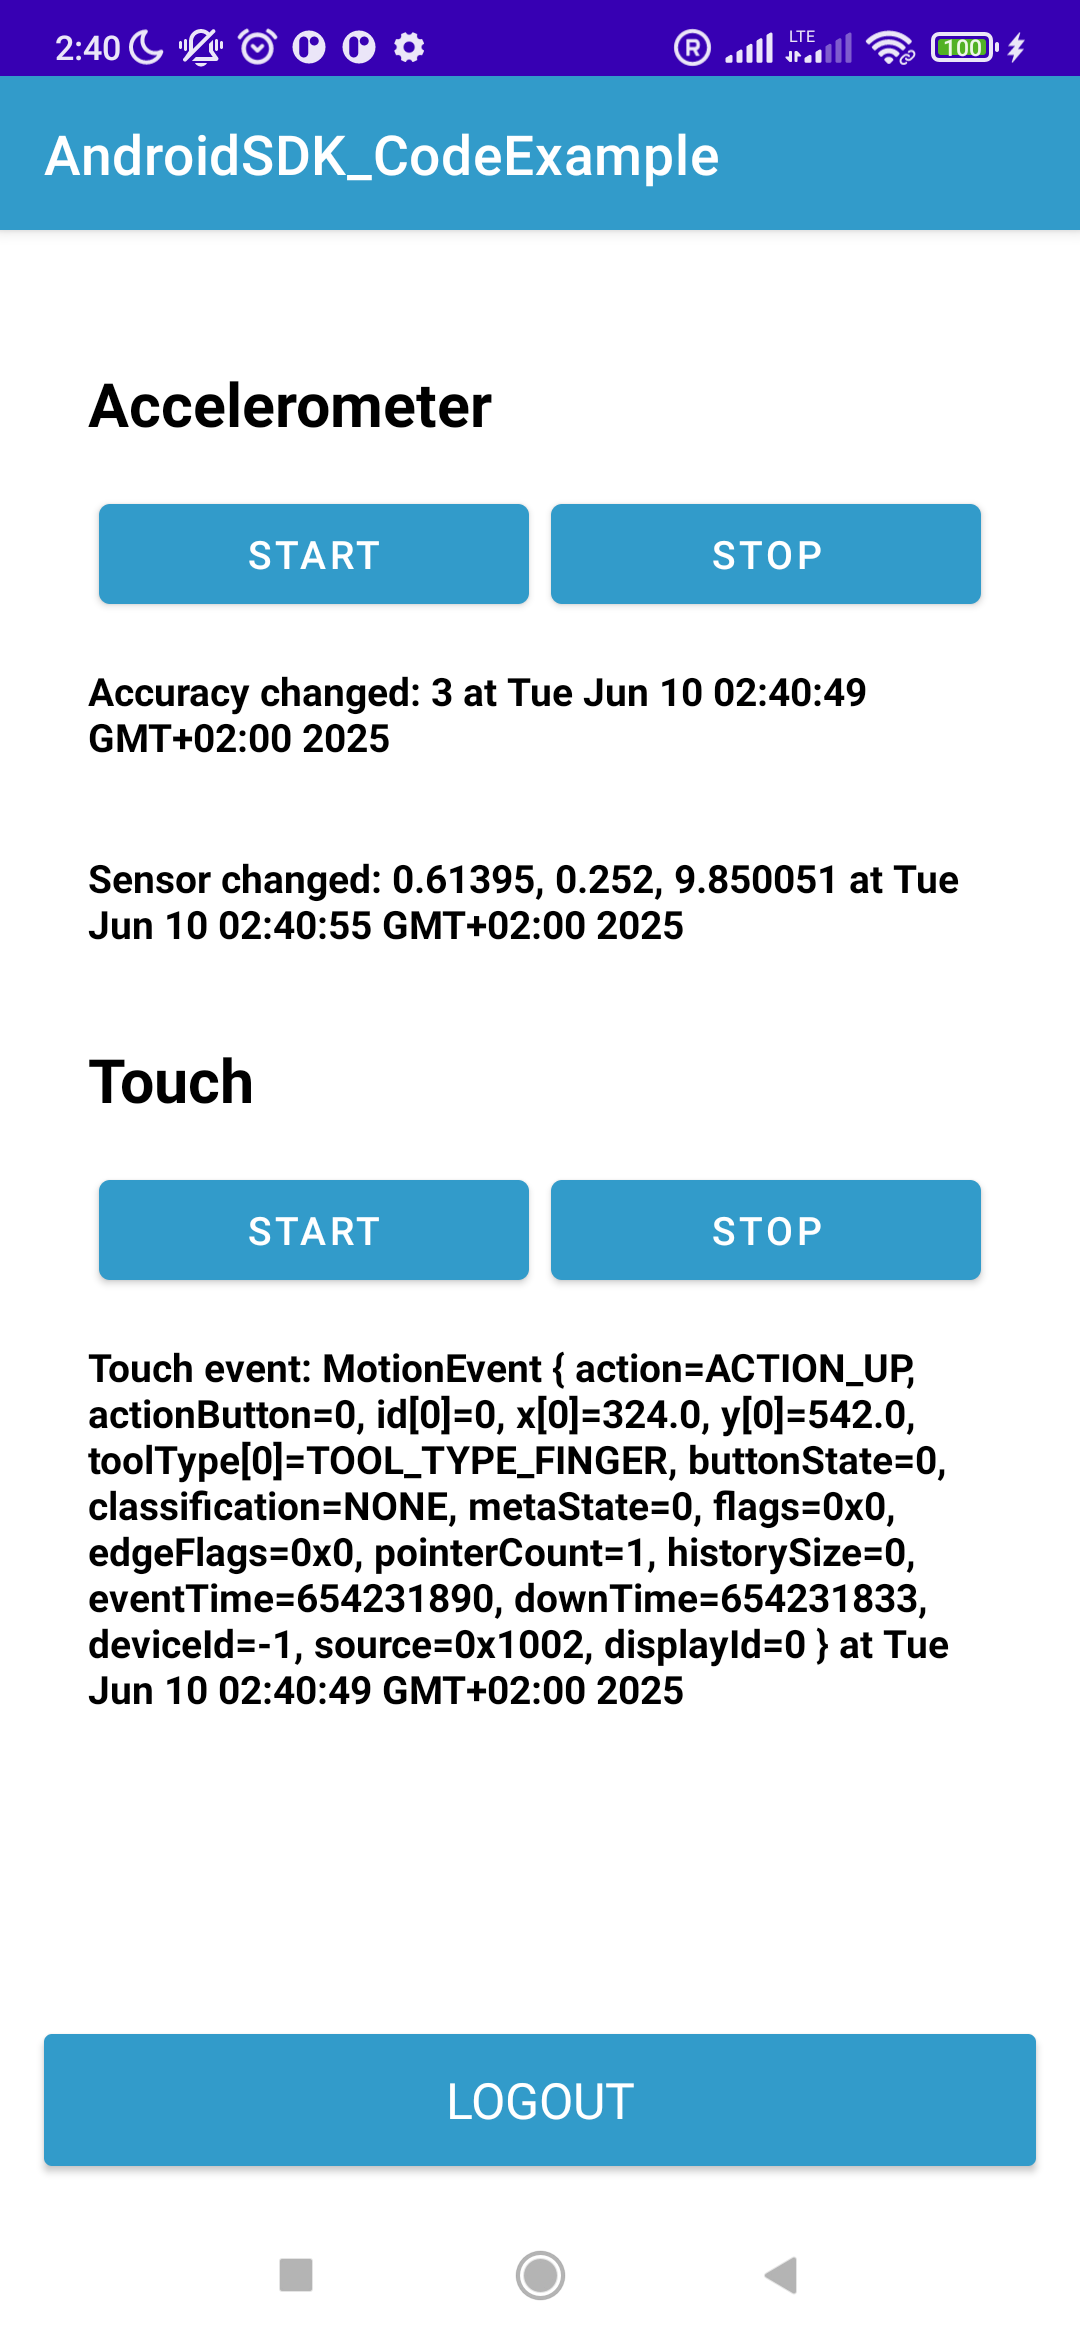 2:40
R
LTE
100
AndroidSDK_CodeExample
Accelerometer
START
STOP
Accuracy changed: 3 at Tue Jun 10 02:40:49
GMT+02:00 2025
Sensor changed: 0.61395, 0.252, 9.850051 at Tue
Jun 10 02:40:55 GMT+02:00 2025
Touch
START
STOP
Touch event: MotionEvent { action=ACTION_UP,
actionButton=0, id[0]=0, x[0]=324.0, y[0]=542.0,
toolType[0]=TOOL_TYPE_FINGER, buttonState=0,
classification=NONE, metaState=0, flags=0x0,
edgeFlags=0x0, pointerCount=1, historySize=0,
eventTime=654231890, downTime=654231833,
deviceId=-1, source=0x1002, displayId=0 } at Tue
Jun 10 02:40:49 GMT+02:00 2025
LOGOUT